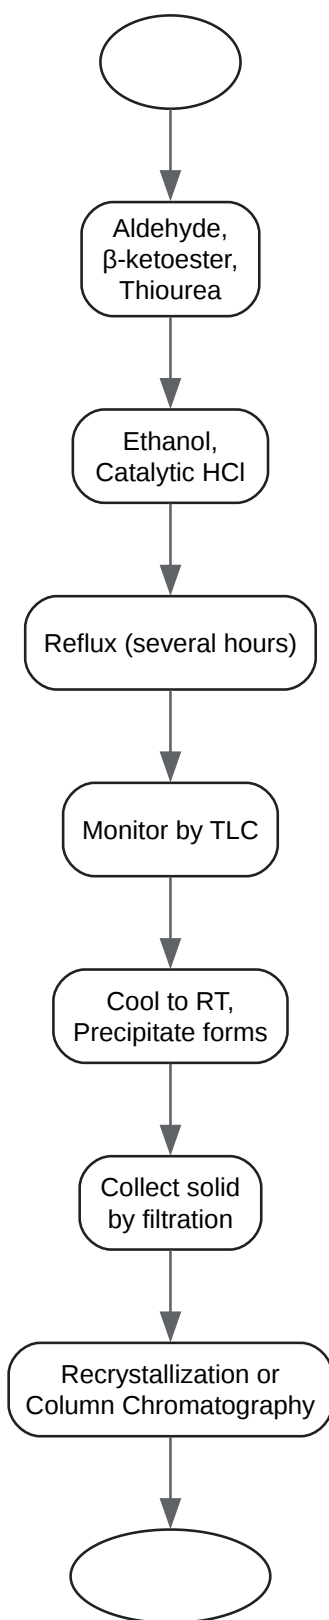 Aldehyde,
β-ketoester,
Thiourea
Ethanol,
Catalytic HCl
Reflux (several hours)
Monitor by TLC
Cool to RT,
Precipitate forms
Collect solid
by filtration
Recrystallization or
Column Chromatography